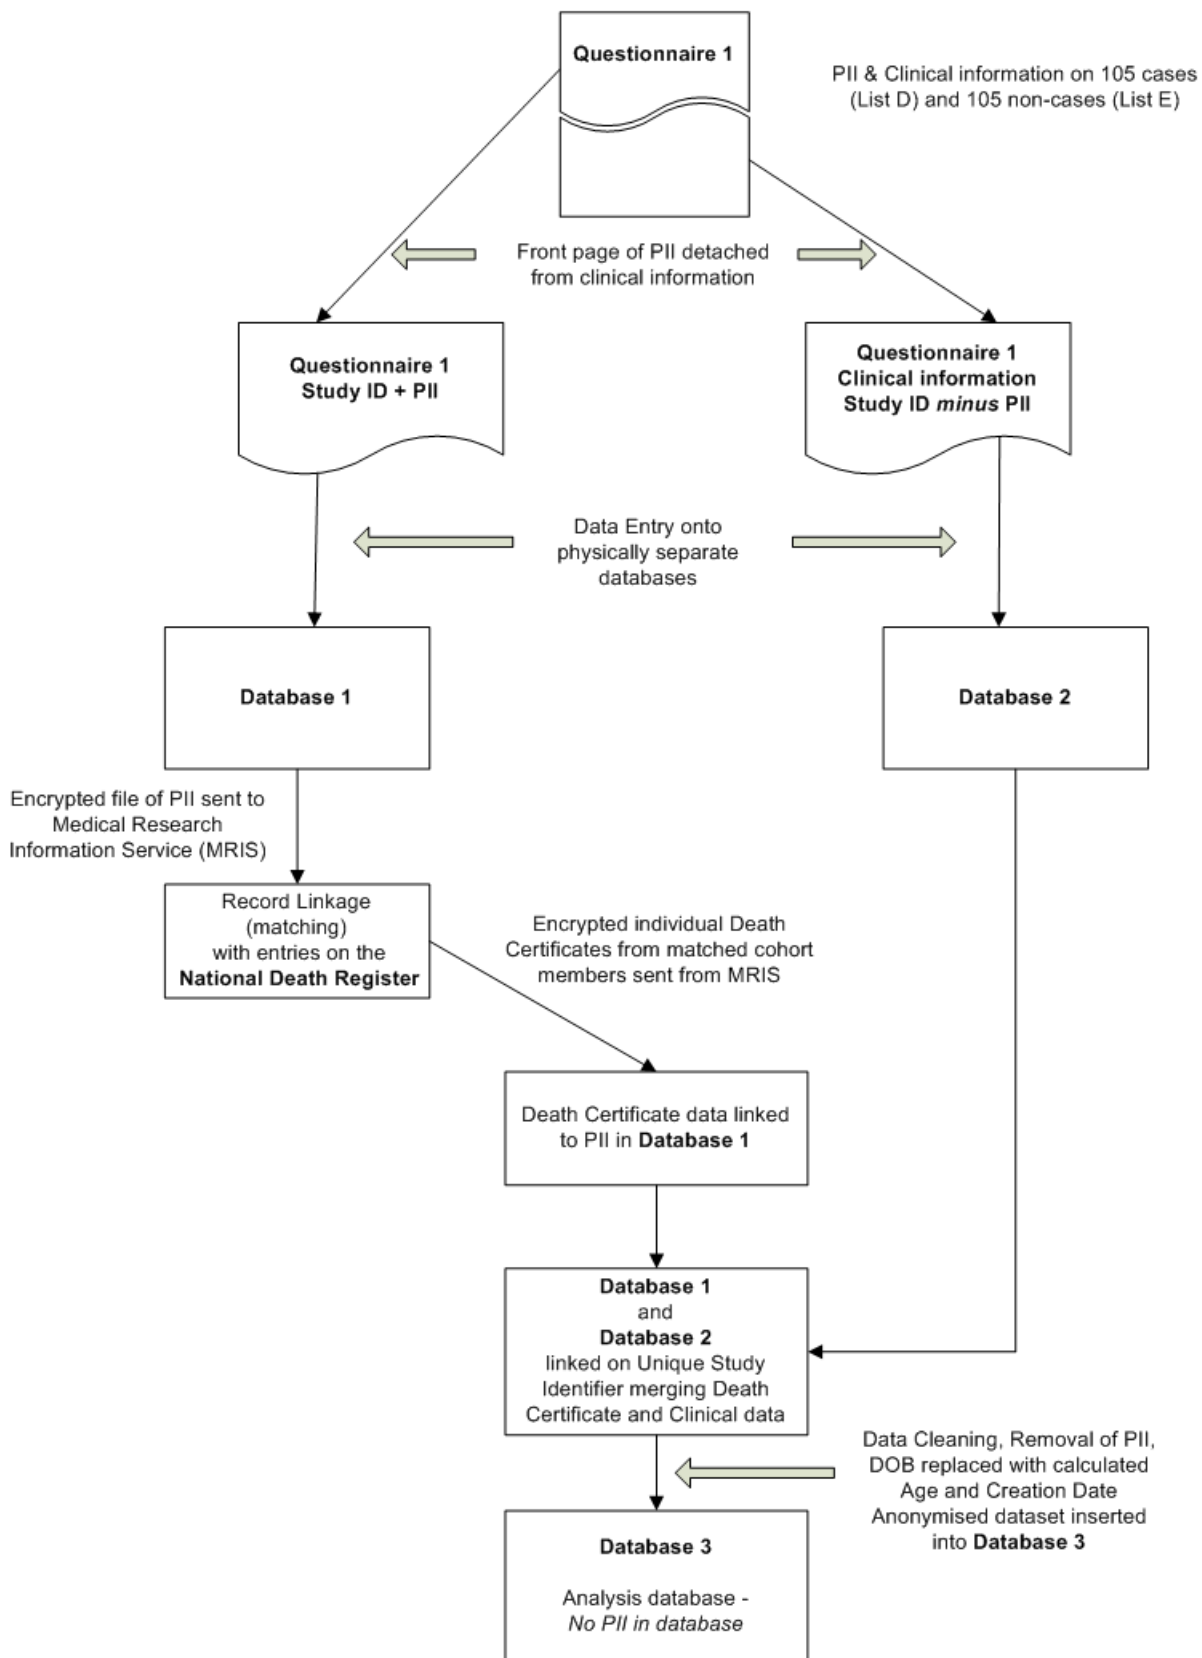 Questionnaire 1
PII & Clinical information on 105 cases
(List D) and 105 non-cases (List E)
Front page of PII detached
from clinical information
Questionnaire 1
Study ID + PII
Questionnaire 1
Clinical information
Study ID minus PII
Data Entry onto
physically separate
databases
Database 1
Database 2
Encrypted file of PII sent to
Medical Research
Information Service (MRIS)
Record Linkage
(matching)
with entries on the
National Death Register
Encrypted individual Death
Certificates from matched cohort
members sent from MRIS
Death Certificate data linked
to PII in Database 1
Database 1
and
Database 2
linked on Unique Study
Identifier merging Death
Certificate and Clinical data
Data Cleaning, Removal of PII,
DOB replaced with calculated
Age and Creation Date
Anonymised dataset inserted
into Database 3
Database 3
Analysis database -
No PII in database